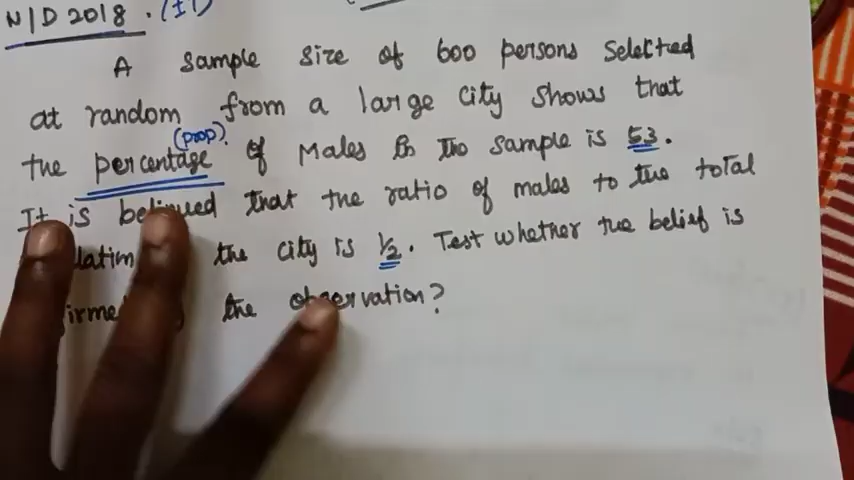 N/D 2018. (IT)
A sample size of 600 persons selected
at random from a large city shows that
(prop).
the percentage of Males in the sample is 53.
It is believed that the ratio of males to the total
the city is 1/2. Test whether the belief is
the observation?